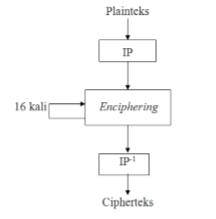 Plainteks
IP
16 kali
Enciphering
IP-1
Cipherteks